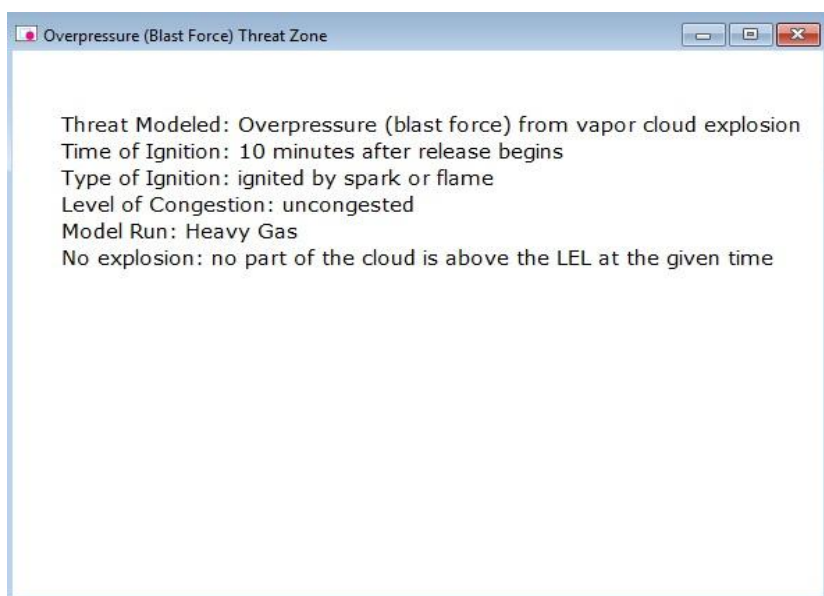 Overpressure (Blast Force) Threat Zone
Threat Modeled: Overpressure (blast force) from vapor cloud explosion
Time of Ignition: 10 minutes after release begins
Type of Ignition: ignited by spark or flame
Level of Congestion: uncongested
Model Run: Heavy Gas
No explosion: no part of the cloud is above the LEL at the given time